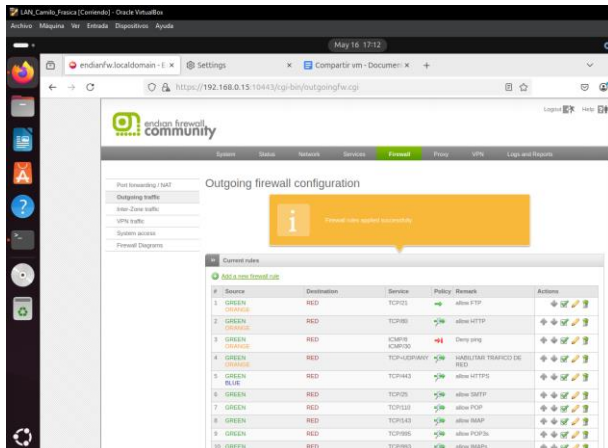 LAN_Camilo_Frasica [Corriendo] - Oracle VirtualBox
Archivo Máquina Ver Entrada Dispositivos Ayuda
May 16 17:12
endianfw.localdomain - E
Settings
Compartir vm - Documen
https://192.168.0.15:10443/cgi-bin/outgoingfw.cgi
Logout
Help
endian firewall
community
System Status Network Services Firewall Proxy VPN Logs and Reports
Port forwarding / NAT
Outgoing traffic
Inter-Zone traffic
VPN traffic
System access
Firewall Diagrams
Outgoing firewall configuration
Firewall rules applied successfully
Current rules
Add a new firewall rule
# Source Destination Service Policy Remark Actions
1 GREEN ORANGE RED TCP/21 allow FTP
2 GREEN ORANGE RED TCP/80 allow HTTP
3 GREEN ORANGE RED ICMP/8 ICMP/30 Deny ping
4 GREEN ORANGE RED TCP+UDP/ANY HABILITAR TRAFICO DE RED
5 GREEN BLUE RED TCP/443 allow HTTPS
6 GREEN RED TCP/25 allow SMTP
7 GREEN RED TCP/110 allow POP
8 GREEN RED TCP/143 allow IMAP
9 GREEN RED TCP/995 allow POP3s
10 GREEN RED TCP/993 allow IMAPs